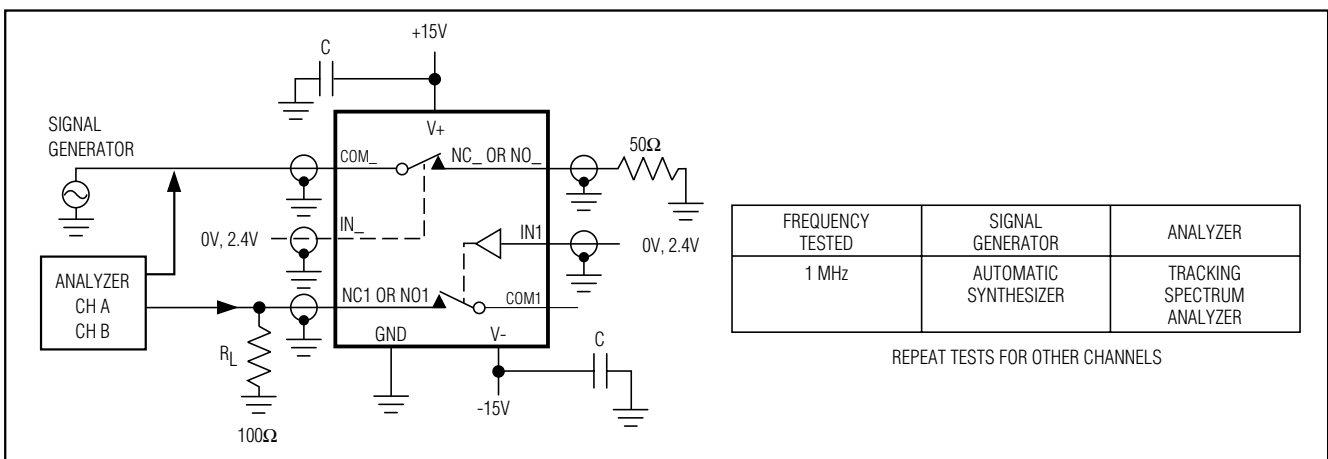 +15V
C
SIGNAL
GENERATOR
V+
50Ω
COM_
NC_ OR NO_
IN_
0V, 2.4V
IN1
0V, 2.4V
ANALYZER
CH A
CH B
NC1 OR NO1
COM1
GND
V-
C
RL
100Ω
-15V
FREQUENCY
TESTED
SIGNAL
GENERATOR
ANALYZER
1 MHz
AUTOMATIC
SYNTHESIZER
TRACKING
SPECTRUM
ANALYZER
REPEAT TESTS FOR OTHER CHANNELS